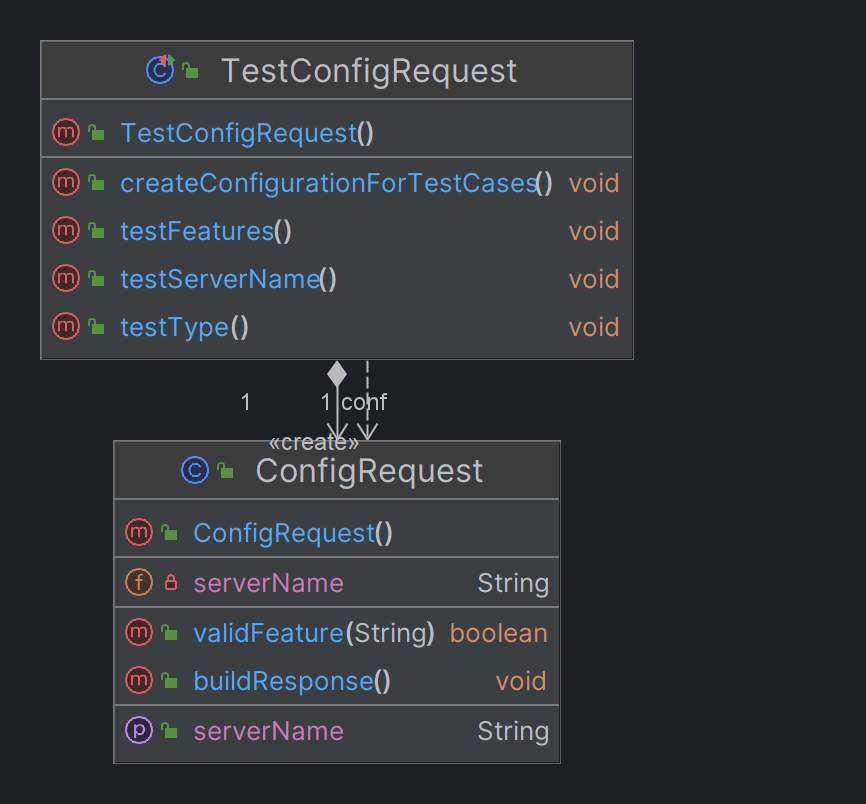 TestConfigRequest
TestConfigRequest()
createConfigurationForTestCases() void
testFeatures() void
testServerName() void
testType() void
1 1 conf
«create»
ConfigRequest
ConfigRequest()
serverName String
validFeature(String) boolean
buildResponse() void
serverName String